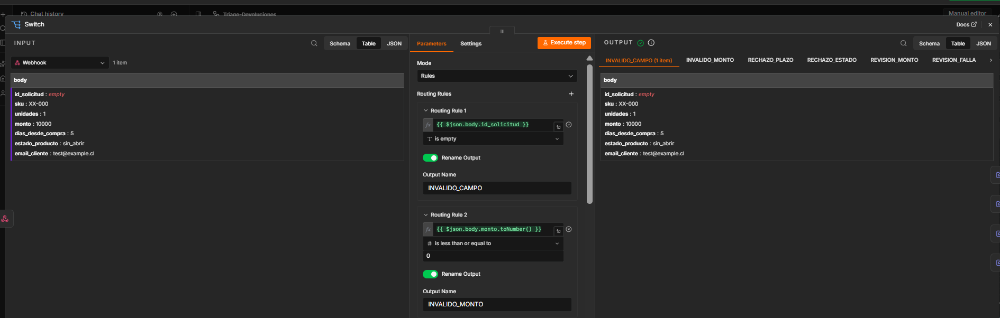 Chat history
Triage-Devoluciones
Manual editor
Switch
Docs
INPUT
Schema
Table
JSON
Webhook
1 item
body
id_solicitud : empty
sku : XX-000
unidades : 1
monto : 10000
dias_desde_compra : 5
estado_producto : sin_abrir
email_cliente : test@example.cl
Parameters
Settings
Execute step
Mode
Rules
Routing Rules
Routing Rule 1
fx {{ $json.body.id_solicitud }}
T is empty
Rename Output
Output Name
INVALIDO_CAMPO
Routing Rule 2
fx {{ $json.body.monto.toNumber() }}
# is less than or equal to
0
Rename Output
Output Name
INVALIDO_MONTO
OUTPUT
Schema
Table
JSON
INVALIDO_CAMPO (1 item)
INVALIDO_MONTO
RECHAZO_PLAZO
RECHAZO_ESTADO
REVISION_MONTO
REVISION_FALLA
body
id_solicitud : empty
sku : XX-000
unidades : 1
monto : 10000
dias_desde_compra : 5
estado_producto : sin_abrir
email_cliente : test@example.cl